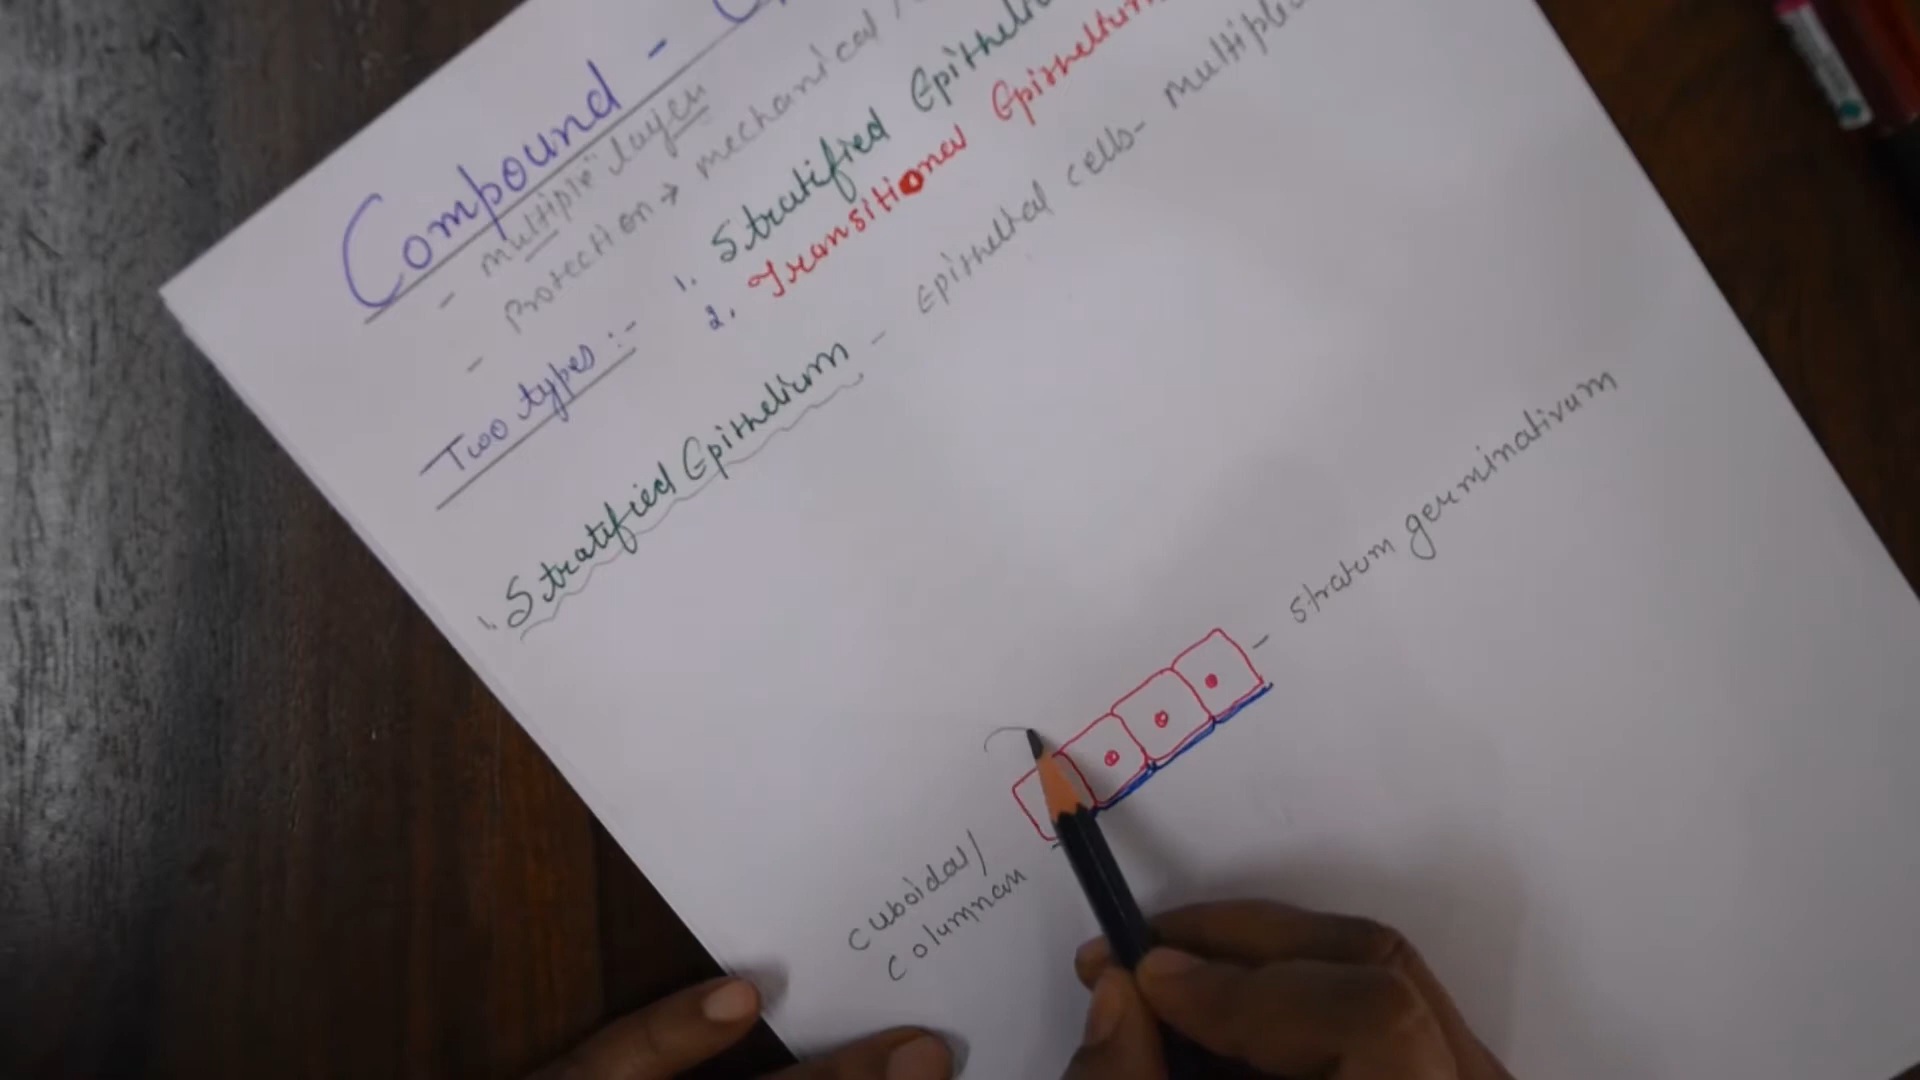 Compound -
- multiple layer
- Protection → mechanical
Two types :- 1. Stratified Epithelium
2. Transitional Epithelium
1. Stratified Epithelium - Epithelial cells - multiple
- stratum germinativum
cuboidal/
columnar -